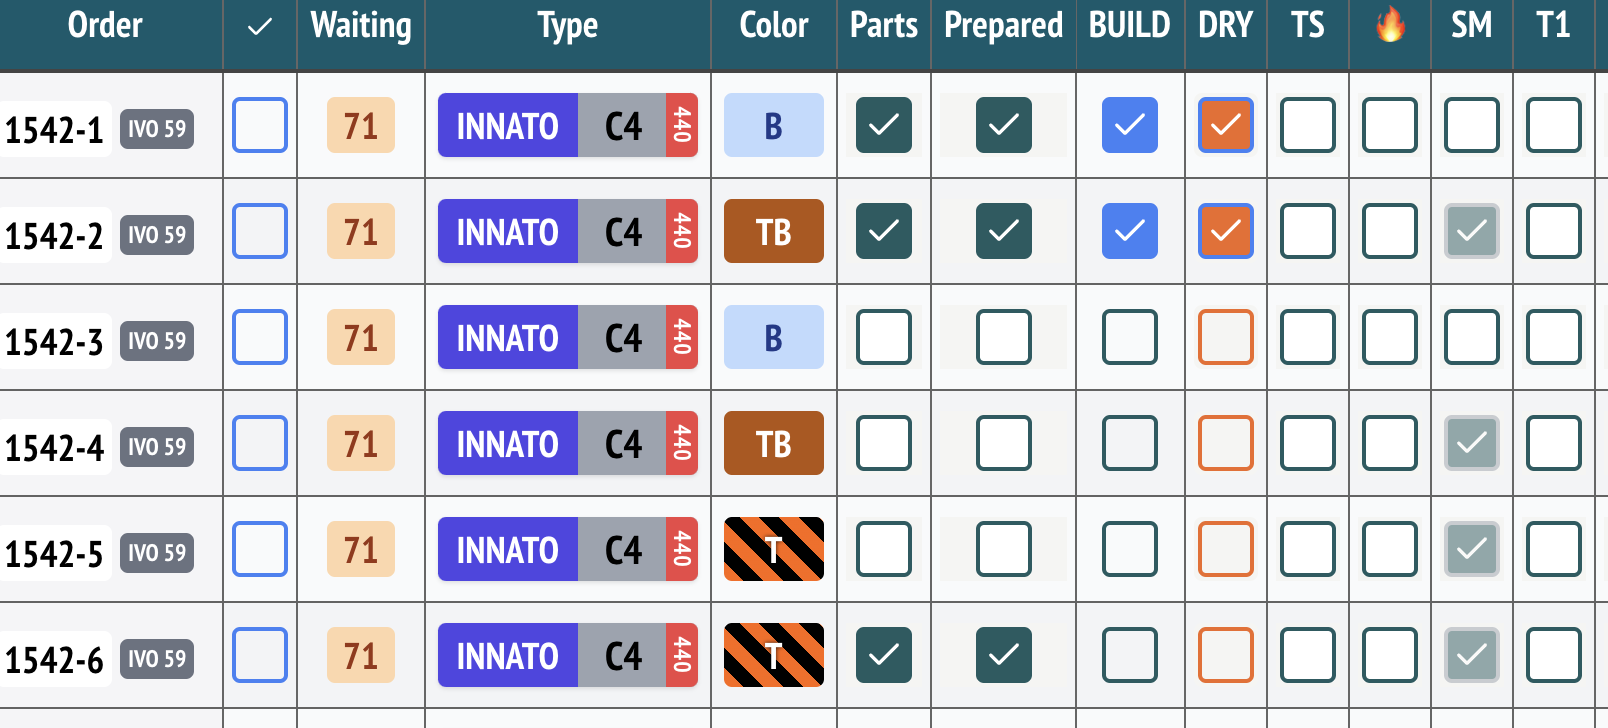 Order ✓ Waiting Type Color Parts Prepared BUILD DRY TS 🔥 SM T1
1542-1 IVO 59 71 INNATO C4 440 B
1542-2 IVO 59 71 INNATO C4 440 TB
1542-3 IVO 59 71 INNATO C4 440 B
1542-4 IVO 59 71 INNATO C4 440 TB
1542-5 IVO 59 71 INNATO C4 440 T
1542-6 IVO 59 71 INNATO C4 440 T